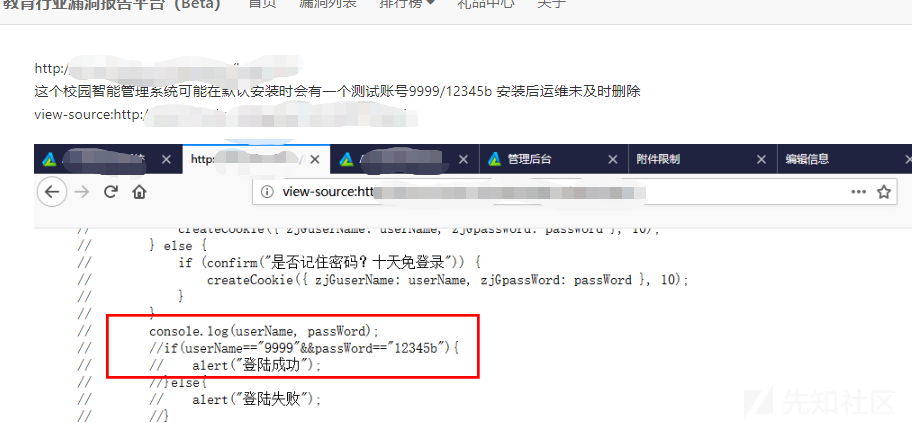 教育行业漏洞报告平台（Beta） 首页 漏洞列表 排行榜 礼品中心 关于
http:/
这个校园智能管理系统可能在默认安装时会有一个测试账号9999/12345b 安装后运维未及时删除
view-source:http:/
统 http: 管理后台 附件限制 编辑信息
view-source:htt
// createCookie({ zjGuserName: userName, zjGpassWord: passWord }, 10);
// } else {
// if (confirm("是否记住密码？十天免登录")) {
// createCookie({ zjGuserName: userName, zjGpassWord: passWord }, 10);
// }
// }
// console.log(userName, passWord);
// //if(userName=="9999"&&passWord=="12345b"){
// // alert("登陆成功");
// //}else{
// // alert("登陆失败");
// //}
先知社区